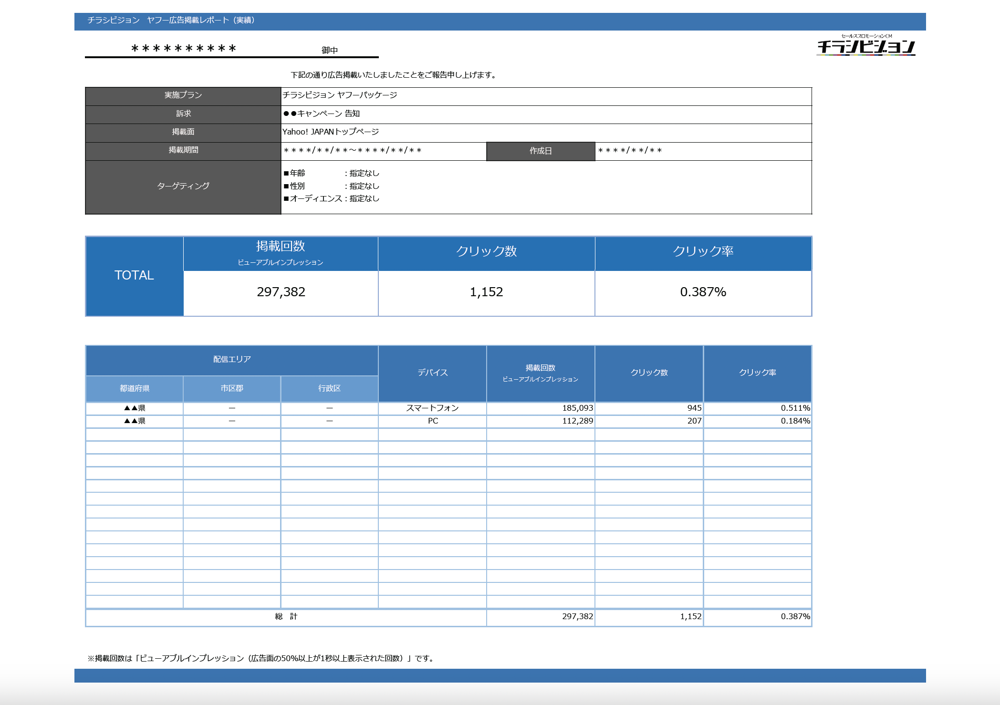 チラシビジョン　ヤフー広告掲載レポート（実績）
セールスプロモーションCM
チラシビジョン
＊＊＊＊＊＊＊＊＊＊ 御中
下記の通り広告掲載いたしましたことをご報告申し上げます。
実施プラン チラシビジョン ヤフーパッケージ
訴求 ●●キャンペーン 告知
掲載面 Yahoo! JAPANトップページ
掲載期間 ＊＊＊＊/＊＊/＊＊～＊＊＊＊/＊＊/＊＊ 作成日 ＊＊＊＊/＊＊/＊＊
ターゲティング
■年齢　　　　　：指定なし
■性別　　　　　：指定なし
■オーディエンス：指定なし
TOTAL
掲載回数 クリック数 クリック率
ビューアブルインプレッション
297,382 1,152 0.387%
配信エリア デバイス 掲載回数 クリック数 クリック率
ビューアブルインプレッション
都道府県 市区郡 行政区
▲▲県 ― ― スマートフォン 185,093 945 0.511%
▲▲県 ― ― PC 112,289 207 0.184%
総　計 297,382 1,152 0.387%
※掲載回数は「ビューアブルインプレッション（広告面の50%以上が1秒以上表示された回数）」です。